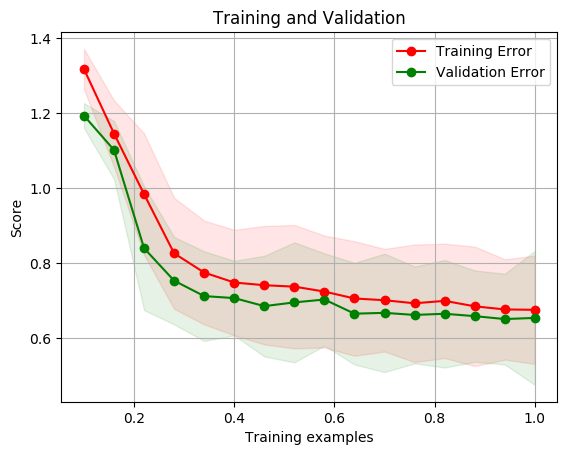 Training and Validation
Training Error
Validation Error
1.4
1.2
1.0
0.8
0.6
Score
0.2
0.4
0.6
0.8
1.0
Training examples